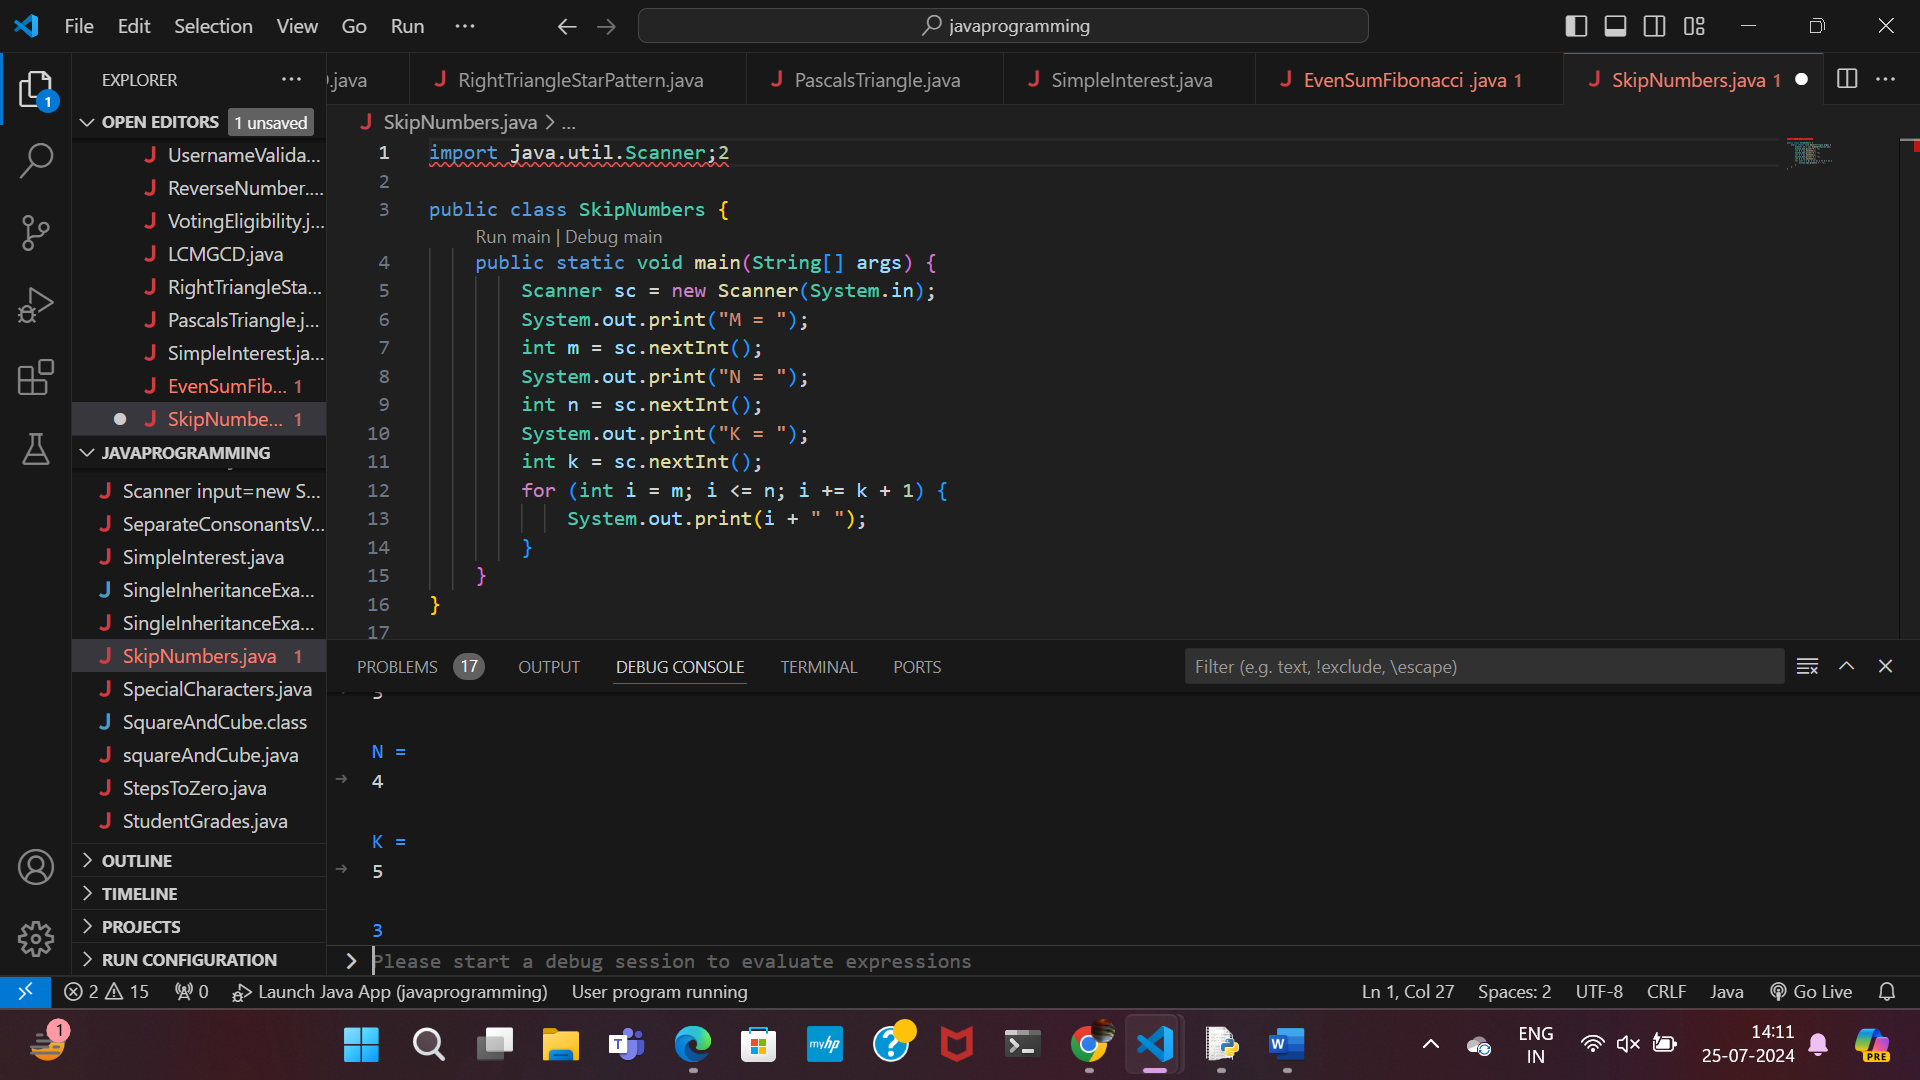 File Edit Selection View Go Run ... javaprogramming
EXPLORER ...
.java RightTriangleStarPattern.java PascalsTriangle.java SimpleInterest.java EvenSumFibonacci .java 1 SkipNumbers.java 1
OPEN EDITORS 1 unsaved
UsernameValida...
ReverseNumber....
VotingEligibility.j...
LCMGCD.java
RightTriangleSta...
PascalsTriangle.j...
SimpleInterest.ja...
EvenSumFib... 1
SkipNumbe... 1
JAVAPROGRAMMING
Scanner input=new S...
SeparateConsonantsV...
SimpleInterest.java
SingleInheritanceExa...
SingleInheritanceExa...
SkipNumbers.java 1
SpecialCharacters.java
SquareAndCube.class
squareAndCube.java
StepsToZero.java
StudentGrades.java
OUTLINE
TIMELINE
PROJECTS
RUN CONFIGURATION
SkipNumbers.java > ...
1 import java.util.Scanner;2
2
3 public class SkipNumbers {
Run main | Debug main
4 public static void main(String[] args) {
5 Scanner sc = new Scanner(System.in);
6 System.out.print("M = ");
7 int m = sc.nextInt();
8 System.out.print("N = ");
9 int n = sc.nextInt();
10 System.out.print("K = ");
11 int k = sc.nextInt();
12 for (int i = m; i <= n; i += k + 1) {
13 System.out.print(i + " ");
14 }
15 }
16 }
17
PROBLEMS 17 OUTPUT DEBUG CONSOLE TERMINAL PORTS Filter (e.g. text, !exclude, \escape)
N =
4
K =
5
3
Please start a debug session to evaluate expressions
2 15 0 Launch Java App (javaprogramming) User program running Ln 1, Col 27 Spaces: 2 UTF-8 CRLF Java Go Live
1 myhp ENG 14:11
IN 25-07-2024 PRE